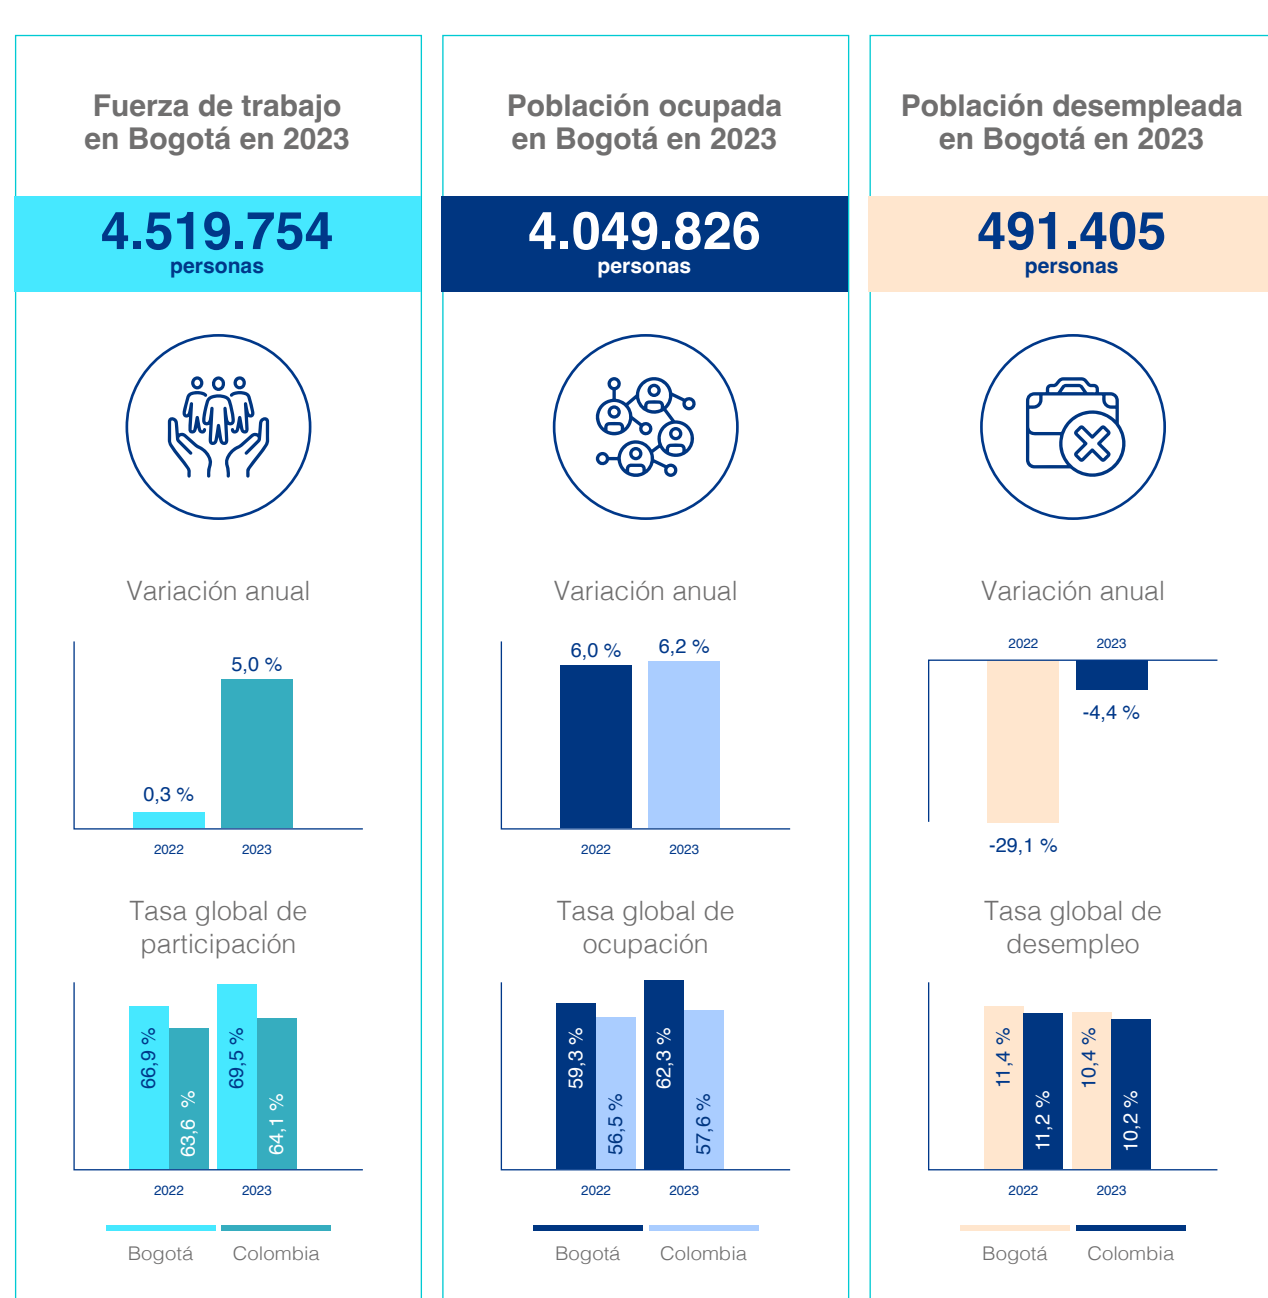 Fuerza de trabajo
en Bogotá en 2023
4.519.754
personas
Variación anual
5,0 %
0,3 %
2022
2023
Tasa global de
participación
66,9 %
63,6 %
69,5 %
64,1 %
2022
2023
Bogotá
Colombia
Población ocupada
en Bogotá en 2023
4.049.826
personas
Variación anual
6,0 %
6,2 %
2022
2023
Tasa global de
ocupación
59,3 %
56,5 %
62,3 %
57,6 %
2022
2023
Bogotá
Colombia
Población desempleada
en Bogotá en 2023
491.405
personas
Variación anual
2022
2023
-4,4 %
-29,1 %
Tasa global de
desempleo
11,4 %
11,2 %
10,4 %
10,2 %
2022
2023
Bogotá
Colombia